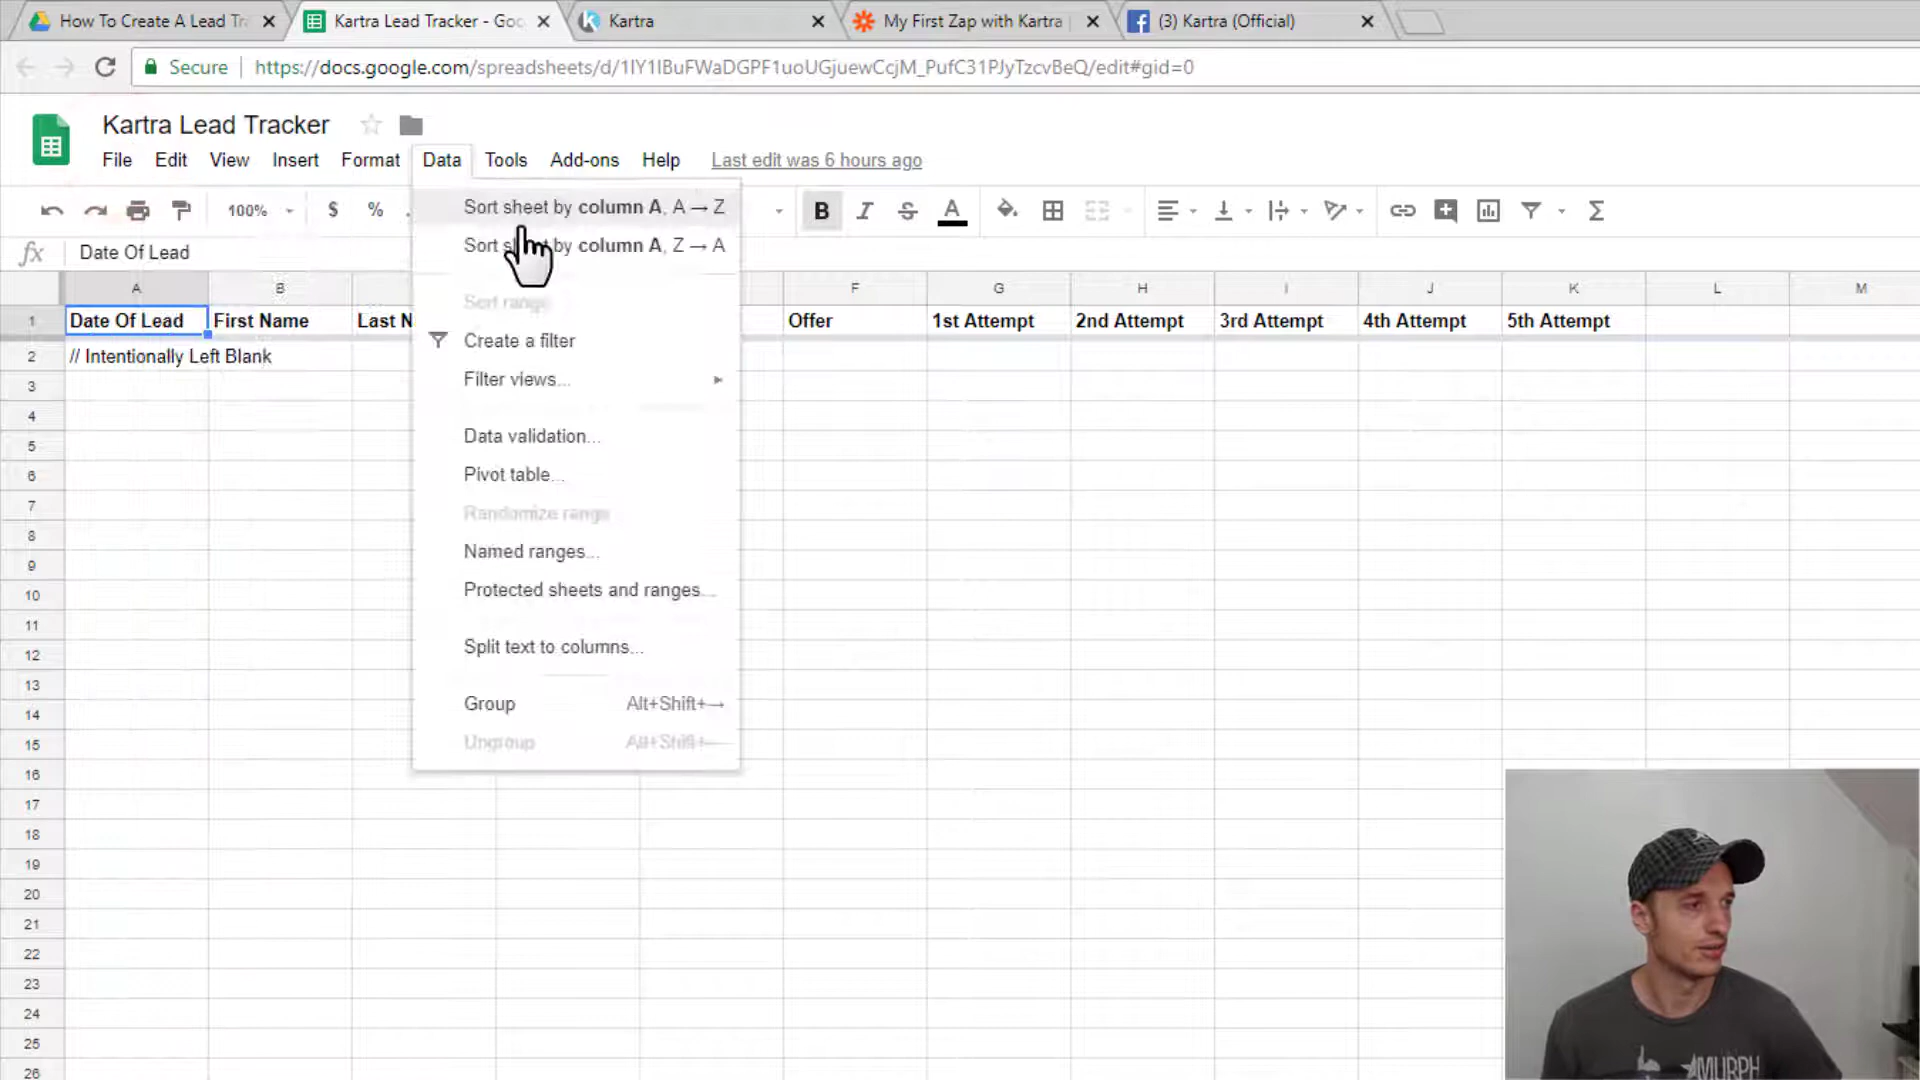 How To Create A Lead Tra
Kartra Lead Tracker - Goo
Kartra
My First Zap with Kartra |
(3) Kartra (Official)
Secure
https://docs.google.com/spreadsheets/d/1IY1IBuFWaDGPF1uoUGjuewCcjM_PufC31PJyTzcvBeQ/edit#gid=0
Kartra Lead Tracker
File Edit View Insert Format Data Tools Add-ons Help Last edit was 6 hours ago
100% $ % . B I S A
fx Date Of Lead
Sort sheet by column A, A → Z
Sort sheet by column A, Z → A
Sort range
Create a filter
Filter views...
Data validation...
Pivot table...
Randomize range
Named ranges...
Protected sheets and ranges...
Split text to columns...
Group Alt+Shift+→
Ungroup Alt+Shift+←
A B F G H I J K L M
1 Date Of Lead First Name Last N Offer 1st Attempt 2nd Attempt 3rd Attempt 4th Attempt 5th Attempt
2 // Intentionally Left Blank
3
4
5
6
7
8
9
10
11
12
13
14
15
16
17
18
19
20
21
22
23
24
25
26
MURPH